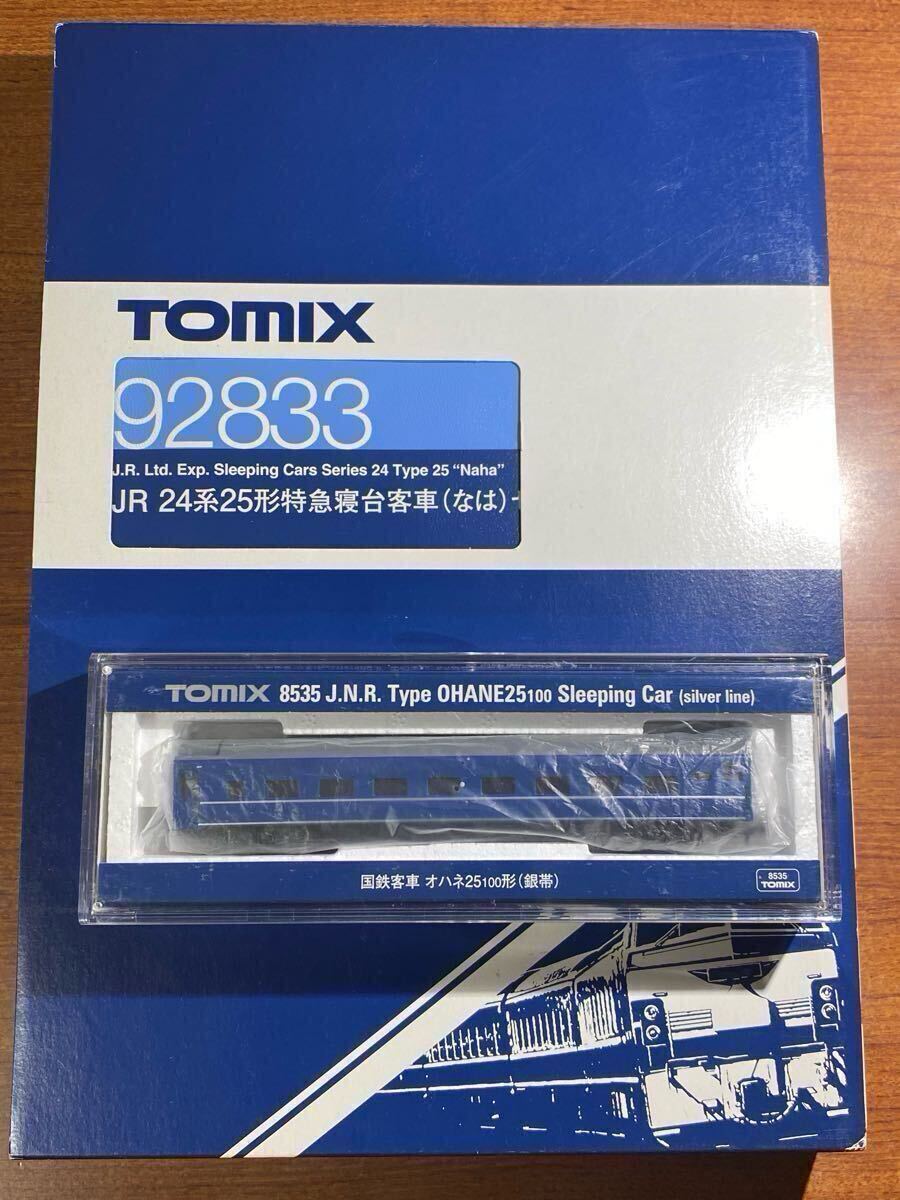 TOMIX
92833
J.R. Ltd. Exp. Sleeping Cars Series 24 Type 25 “Naha”
JR 24系25形特急寝台客車(なは)
TOMIX 8535 J.N.R. Type OHANE25100 Sleeping Car (silver line)
国鉄客車 オハネ25100形(銀帯)
8535
TOMIX